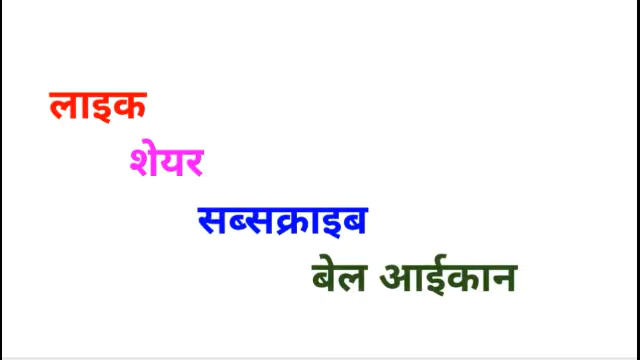 लाइक
शेयर
सब्सक्राइब
बेल आईकान